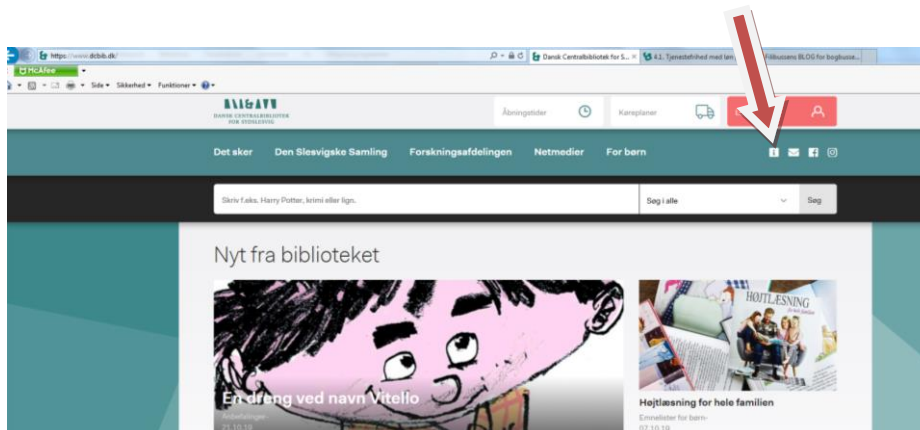 https://www.dcbib.dk/
Dansk Centralbibliotek for S...
4.1. Tjenestefrihed med løn
Filibussens BLOG for bogbusse...
McAfee
Side
Sikkerhed
Funktioner
DANSK CENTRALBIBLIOTEK
FOR SYDSLESVIG
Åbningstider
Køreplaner
Det sker
Den Slesvigske Samling
Forskningsafdelingen
Netmedier
For børn
Skriv f.eks. Harry Potter, krimi eller lign.
Søg i alle
Søg
Nyt fra biblioteket
En dreng ved navn Vitello
Anbefalinger-
21.10.19
HØJTLÆSNING
Højtlæsning for hele familien
Emnelister for børn-
07.10.19